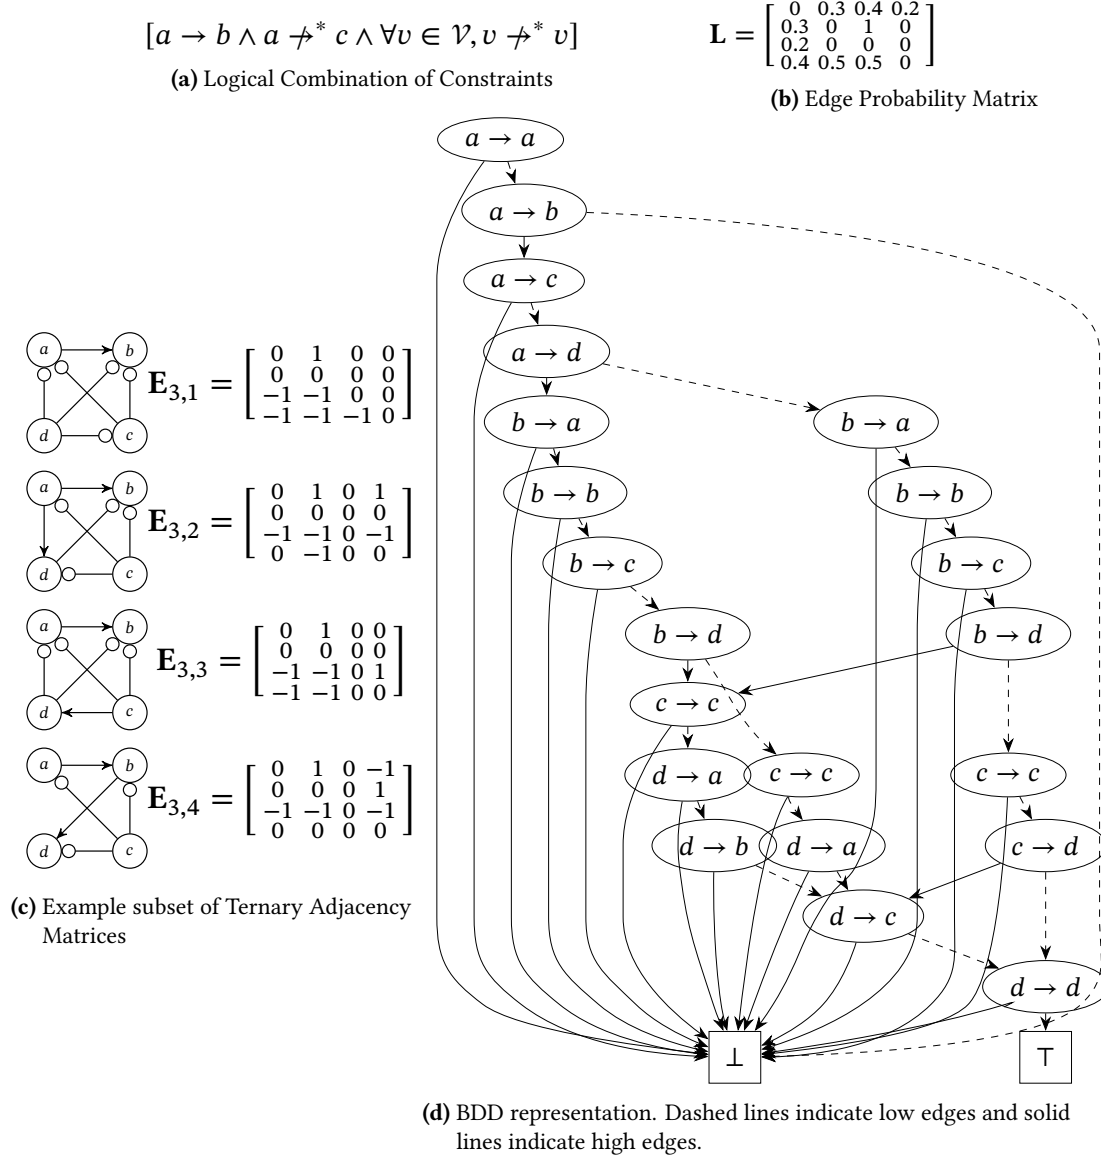 [a → b ∧ a ↛* c ∧ ∀v ∈ 𝒱, v ↛* v]
(a) Logical Combination of Constraints
L = [ 0 0.3 0.4 0.2
0.3 0 1 0
0.2 0 0 0
0.4 0.5 0.5 0 ]
(b) Edge Probability Matrix
a → a
a → b
a → c
a → d
b → a
b → a
b → b
b → b
b → c
b → c
b → d
b → d
c → c
d → a
c → c
c → c
d → b
d → a
c → d
d → c
d → d
⊥
⊤
a b
d c
E3,1 = [ 0 1 0 0
0 0 0 0
−1 −1 0 0
−1 −1 −1 0 ]
a b
d c
E3,2 = [ 0 1 0 1
0 0 0 0
−1 −1 0 −1
0 −1 0 0 ]
a b
d c
E3,3 = [ 0 1 0 0
0 0 0 0
−1 −1 0 1
−1 −1 0 0 ]
a b
d c
E3,4 = [ 0 1 0 −1
0 0 0 1
−1 −1 0 −1
0 0 0 0 ]
(c) Example subset of Ternary Adjacency
Matrices
(d) BDD representation. Dashed lines indicate low edges and solid
lines indicate high edges.